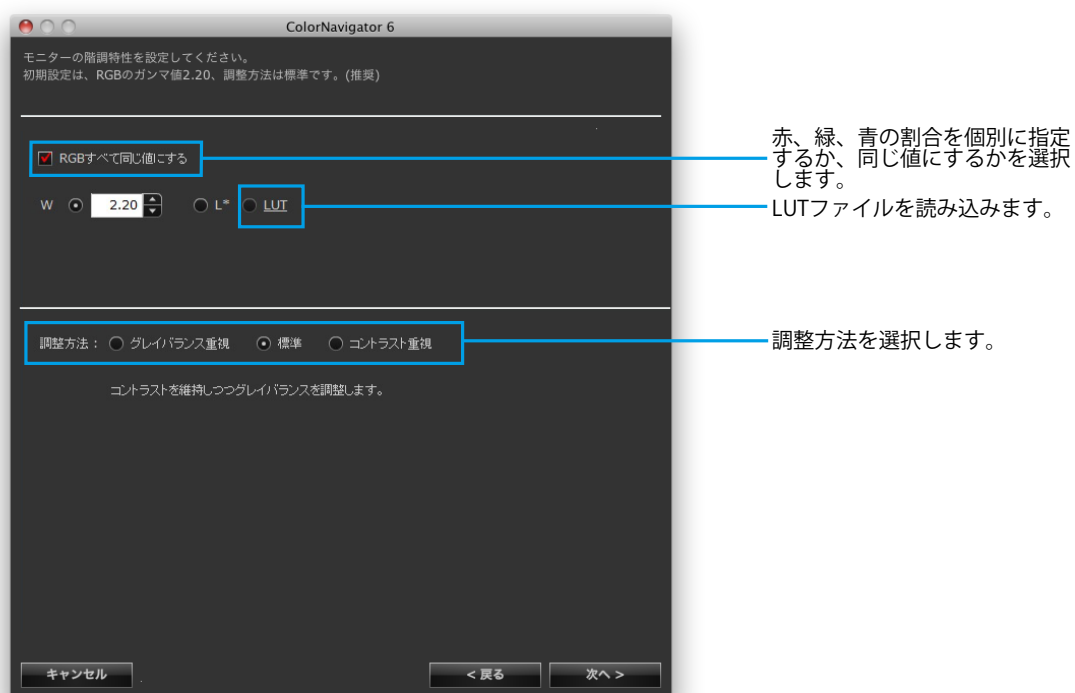 ColorNavigator 6
モニターの階調特性を設定してください。
初期設定は、RGBのガンマ値2.20、調整方法は標準です。(推奨)
RGBすべて同じ値にする
赤、緑、青の割合を個別に指定
するか、同じ値にするかを選択
します。
W 2.20 L* LUT
LUTファイルを読み込みます。
調整方法： グレイバランス重視 標準 コントラスト重視
調整方法を選択します。
コントラストを維持しつつグレイバランスを調整します。
キャンセル < 戻る 次へ >